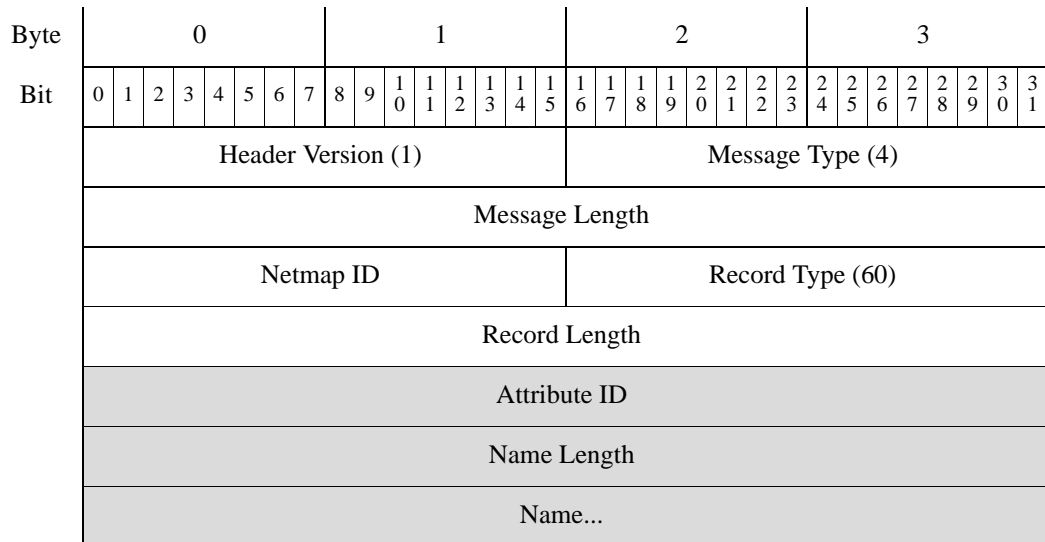 Byte 0 1 2 3
Bit 0 1 2 3 4 5 6 7 8 9 10 11 12 13 14 15 16 17 18 19 20 21 22 23 24 25 26 27 28 29 30 31
Header Version (1) Message Type (4)
Message Length
Netmap ID Record Type (60)
Record Length
Attribute ID
Name Length
Name...